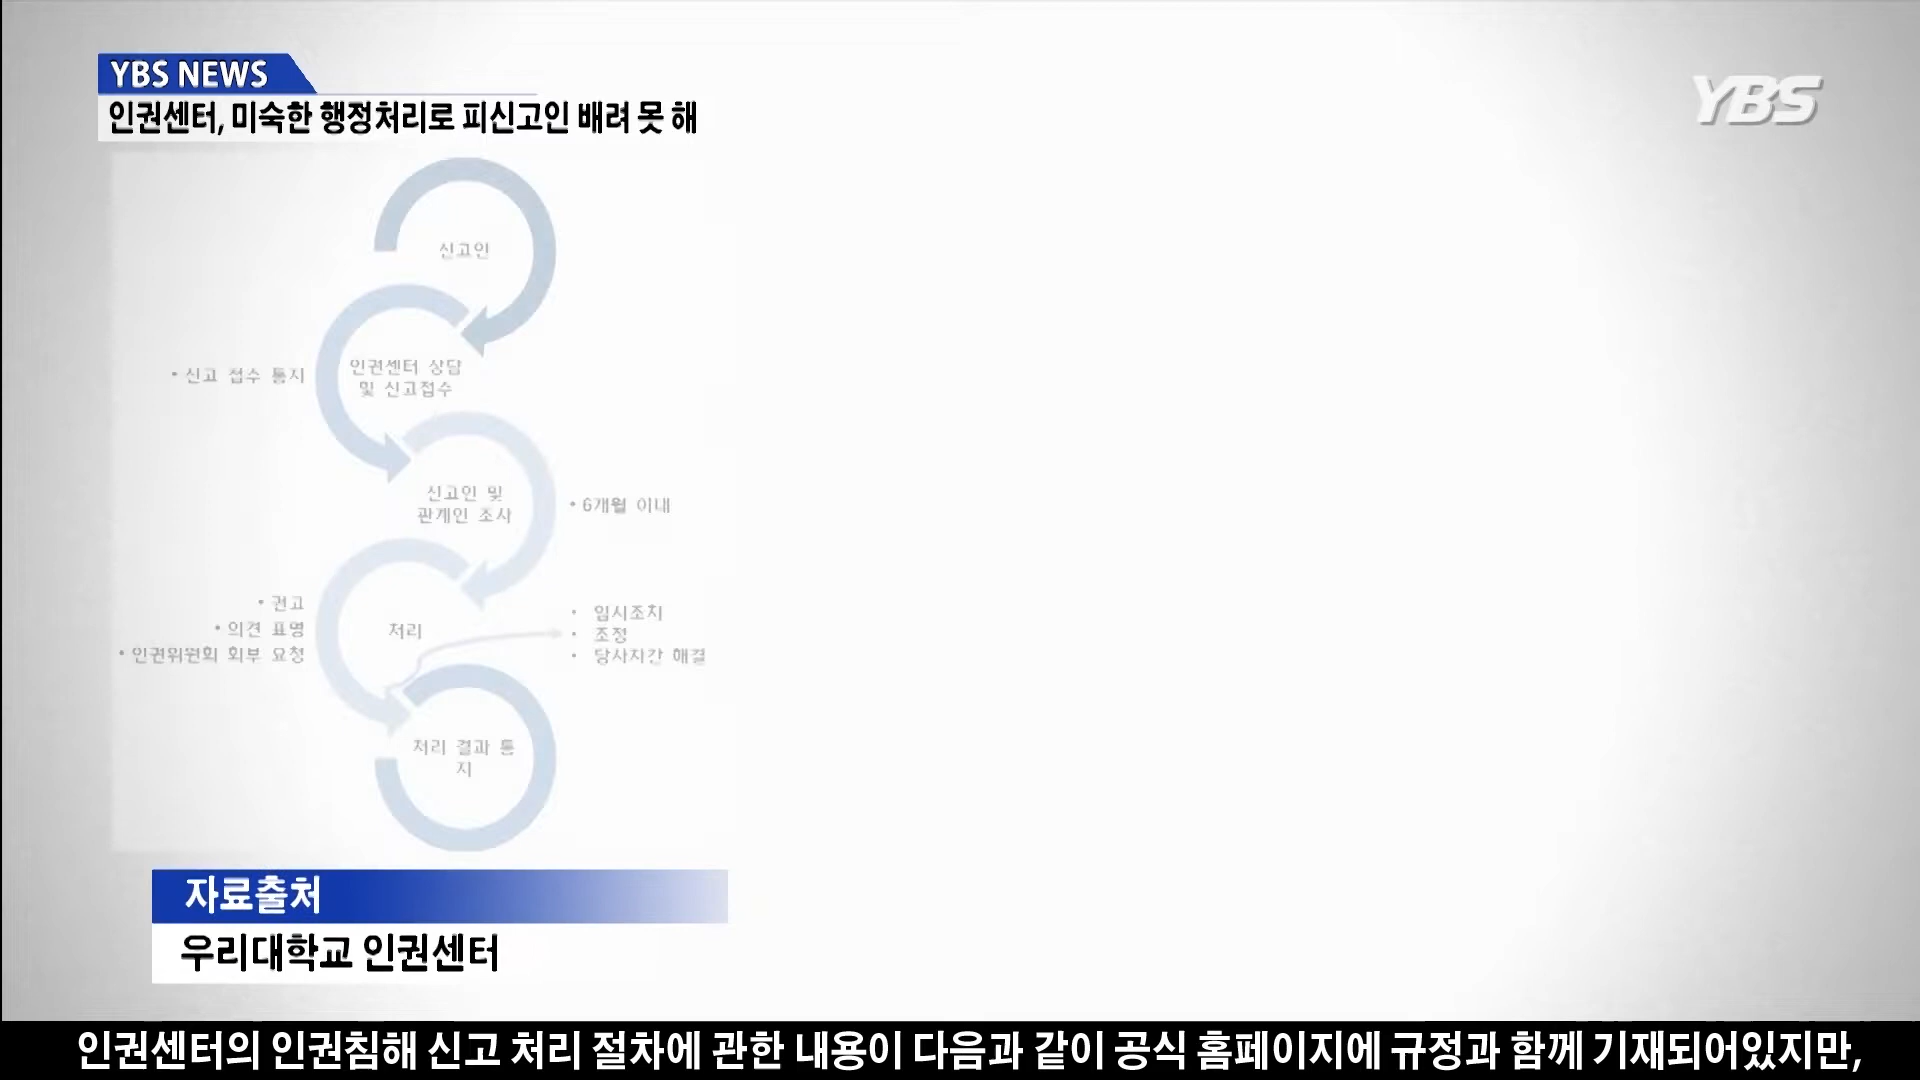 YBS NEWS
YBS
인권센터, 미숙한 행정처리로 피신고인 배려 못 해
신고인
인권센터 상담
및 신고접수
• 신고 접수 통지
신고인 및
관계인 조사
• 6개월 이내
처리
• 권고
• 의견 표명
• 인권위원회 회부 요청
• 임시조치
• 조정
• 당사자간 해결
처리 결과 통
지
자료출처
우리대학교 인권센터
인권센터의 인권침해 신고 처리 절차에 관한 내용이 다음과 같이 공식 홈페이지에 규정과 함께 기재되어있지만,